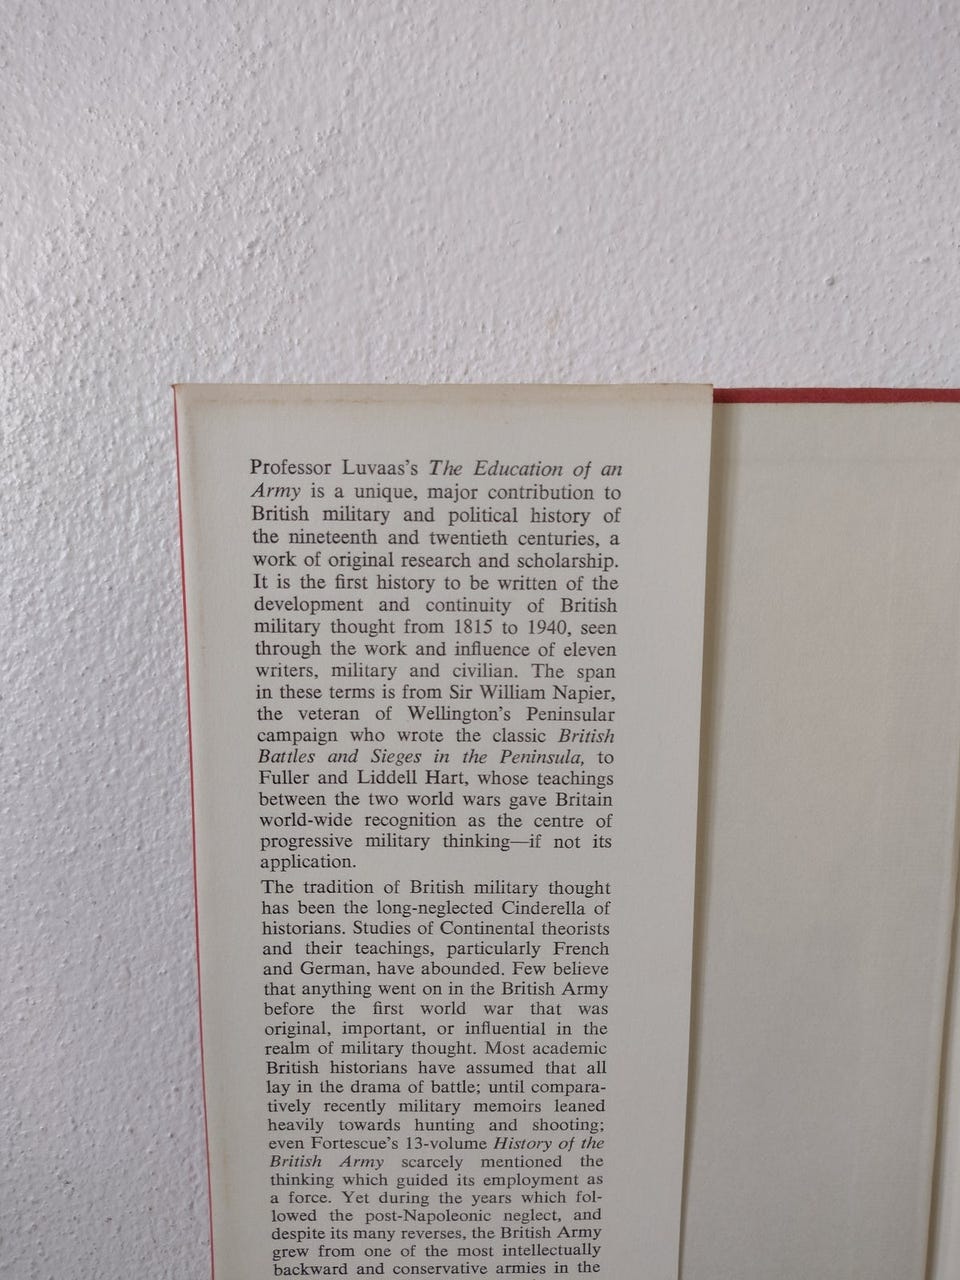 Professor Luvaas's The Education of an
Army is a unique, major contribution to
British military and political history of
the nineteenth and twentieth centuries, a
work of original research and scholarship.
It is the first history to be written of the
development and continuity of British
military thought from 1815 to 1940, seen
through the work and influence of eleven
writers, military and civilian. The span
in these terms is from Sir William Napier,
the veteran of Wellington's Peninsular
campaign who wrote the classic British
Battles and Sieges in the Peninsula, to
Fuller and Liddell Hart, whose teachings
between the two world wars gave Britain
world-wide recognition as the centre of
progressive military thinking—if not its
application.
The tradition of British military thought
has been the long-neglected Cinderella of
historians. Studies of Continental theorists
and their teachings, particularly French
and German, have abounded. Few believe
that anything went on in the British Army
before the first world war that was
original, important, or influential in the
realm of military thought. Most academic
British historians have assumed that all
lay in the drama of battle; until compara-
tively recently military memoirs leaned
heavily towards hunting and shooting;
even Fortescue's 13-volume History of the
British Army scarcely mentioned the
thinking which guided its employment as
a force. Yet during the years which fol-
lowed the post-Napoleonic neglect, and
despite its many reverses, the British Army
grew from one of the most intellectually
backward and conservative armies in the